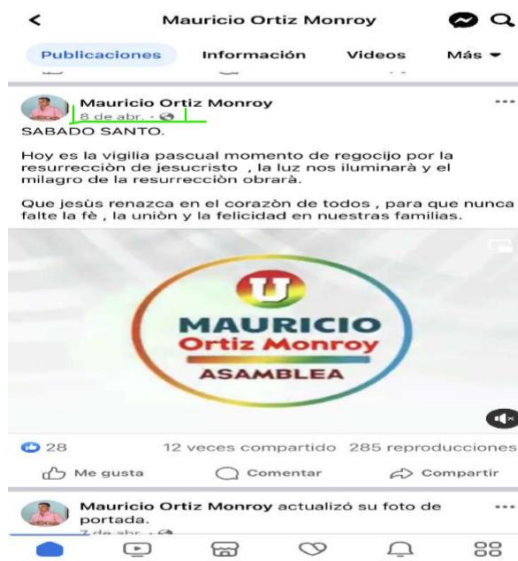 Mauricio Ortiz Monroy
Publicaciones Información Videos Más
Mauricio Ortiz Monroy
8 de abr. ·
SABADO SANTO.
Hoy es la vigilia pascual momento de regocijo por la
resurrecciòn de jesucristo , la luz nos iluminarà y el
milagro de la resurrecciòn obrarà.
Que jesùs renazca en el corazòn de todos , para que nunca
falte la fè , la uniòn y la felicidad en nuestras familias.
U
MAURICIO
Ortiz Monroy
ASAMBLEA
28 12 veces compartido 285 reproducciones
Me gusta Comentar Compartir
Mauricio Ortiz Monroy actualizó su foto de
portada.
7 de abr. ·